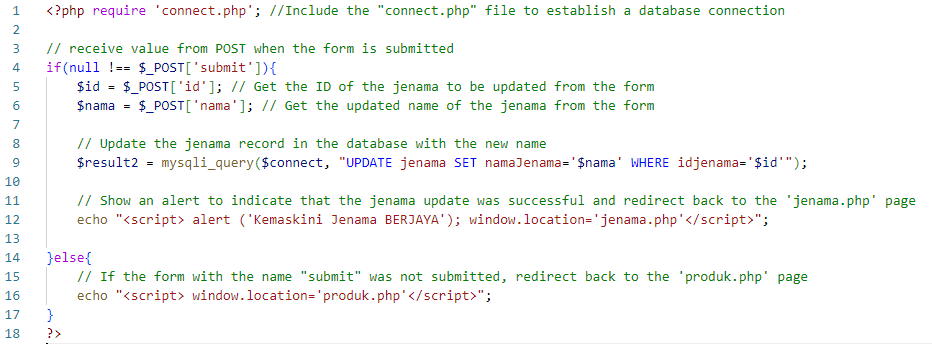 1 <?php require 'connect.php'; //Include the "connect.php" file to establish a database connection
2
3 // receive value from POST when the form is submitted
4 if(null !== $_POST['submit']){
5 $id = $_POST['id']; // Get the ID of the jenama to be updated from the form
6 $nama = $_POST['nama']; // Get the updated name of the jenama from the form
7
8 // Update the jenama record in the database with the new name
9 $result2 = mysqli_query($connect, "UPDATE jenama SET namaJenama='$nama' WHERE idjenama='$id'");
10
11 // Show an alert to indicate that the jenama update was successful and redirect back to the 'jenama.php' page
12 echo "<script> alert ('Kemaskini Jenama BERJAYA'); window.location='jenama.php'</script>";
13
14 }else{
15 // If the form with the name "submit" was not submitted, redirect back to the 'produk.php' page
16 echo "<script> window.location='produk.php'</script>";
17 }
18 ?>